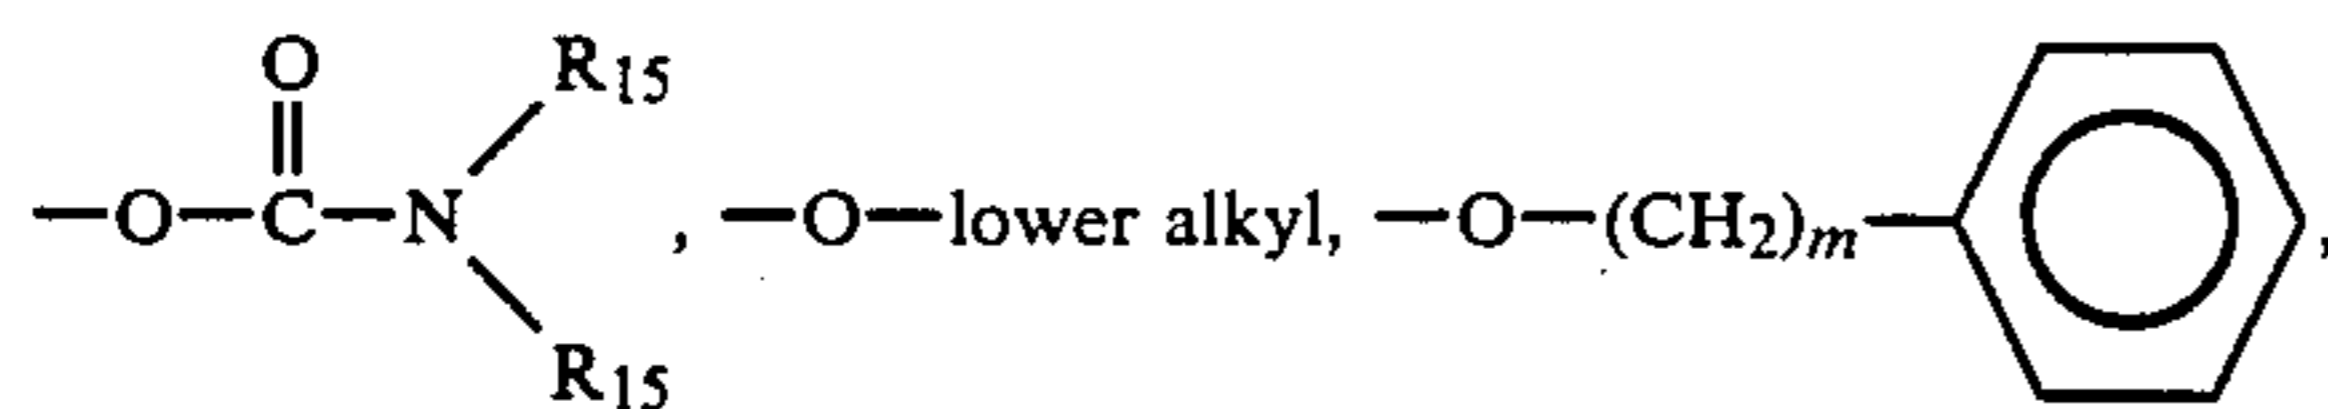 O R₁₅
—O—C—N , —O—lower alkyl, —O—(CH₂)ₘ— ,
R₁₅